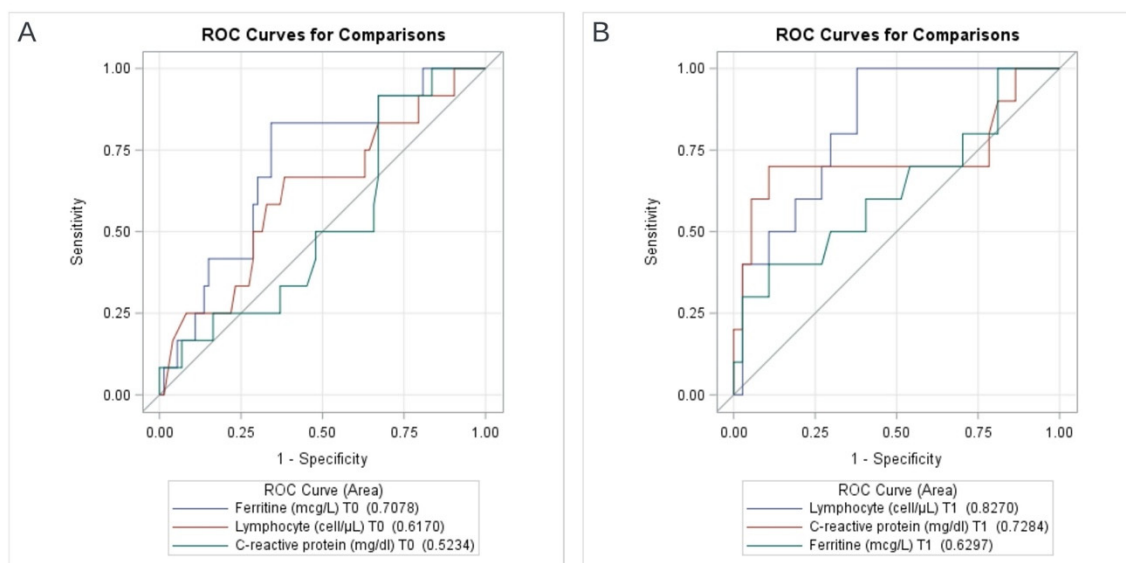 A
ROC Curves for Comparisons
1.00
0.75
0.50
0.25
0.00
Sensitivity
0.00 0.25 0.50 0.75 1.00
1 - Specificity
ROC Curve (Area)
Ferritine (mcg/L) T0 (0.7078)
Lymphocyte (cell/µL) T0 (0.6170)
C-reactive protein (mg/dl) T0 (0.5234)
B
ROC Curves for Comparisons
1.00
0.75
0.50
0.25
0.00
Sensitivity
0.00 0.25 0.50 0.75 1.00
1 - Specificity
ROC Curve (Area)
Lymphocyte (cell/µL) T1 (0.8270)
C-reactive protein (mg/dl) T1 (0.7284)
Ferritine (mcg/L) T1 (0.6297)